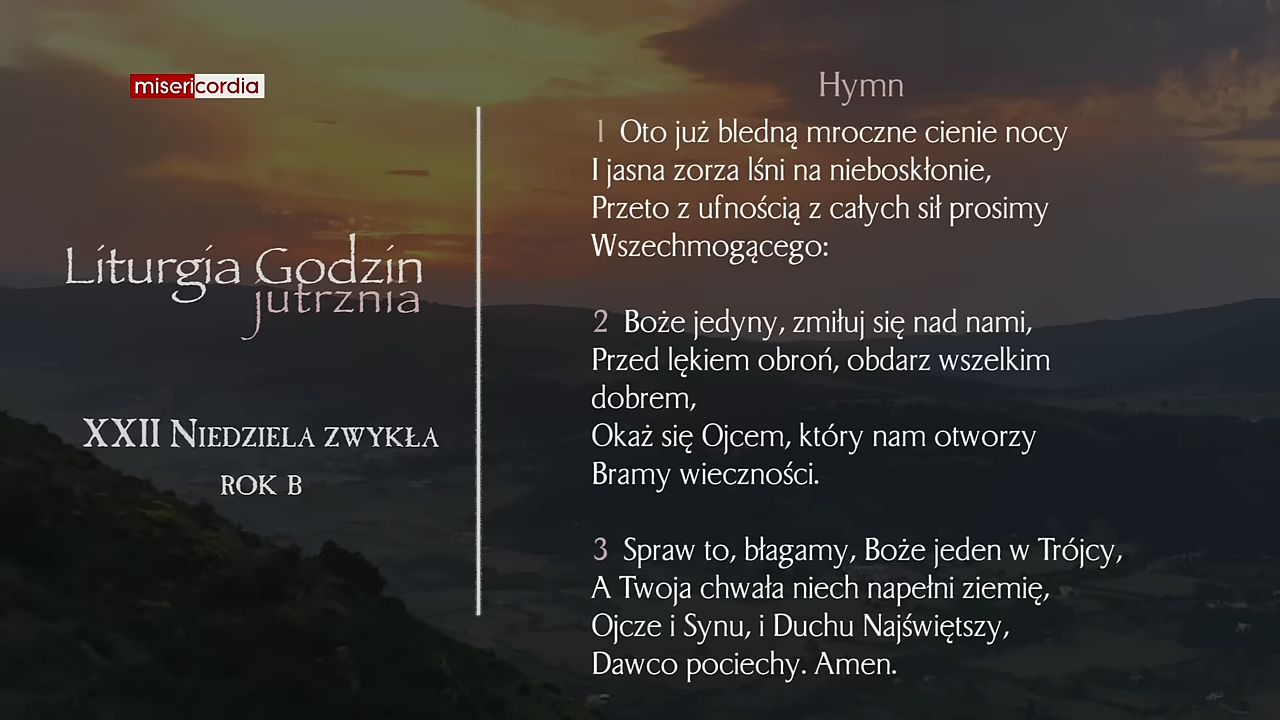 misericordia
Liturgia Godzin
jutrznia
XXII Niedziela zwykła
rok B
Hymn
1 Oto już bledną mroczne cienie nocy
I jasna zorza lśni na nieboskłonie,
Przeto z ufnością z całych sił prosimy
Wszechmogącego:
2 Boże jedyny, zmiłuj się nad nami,
Przed lękiem obroń, obdarz wszelkim
dobrem,
Okaż się Ojcem, który nam otworzy
Bramy wieczności.
3 Spraw to, błagamy, Boże jeden w Trójcy,
A Twoja chwała niech napełni ziemię,
Ojcze i Synu, i Duchu Najświętszy,
Dawco pociechy. Amen.